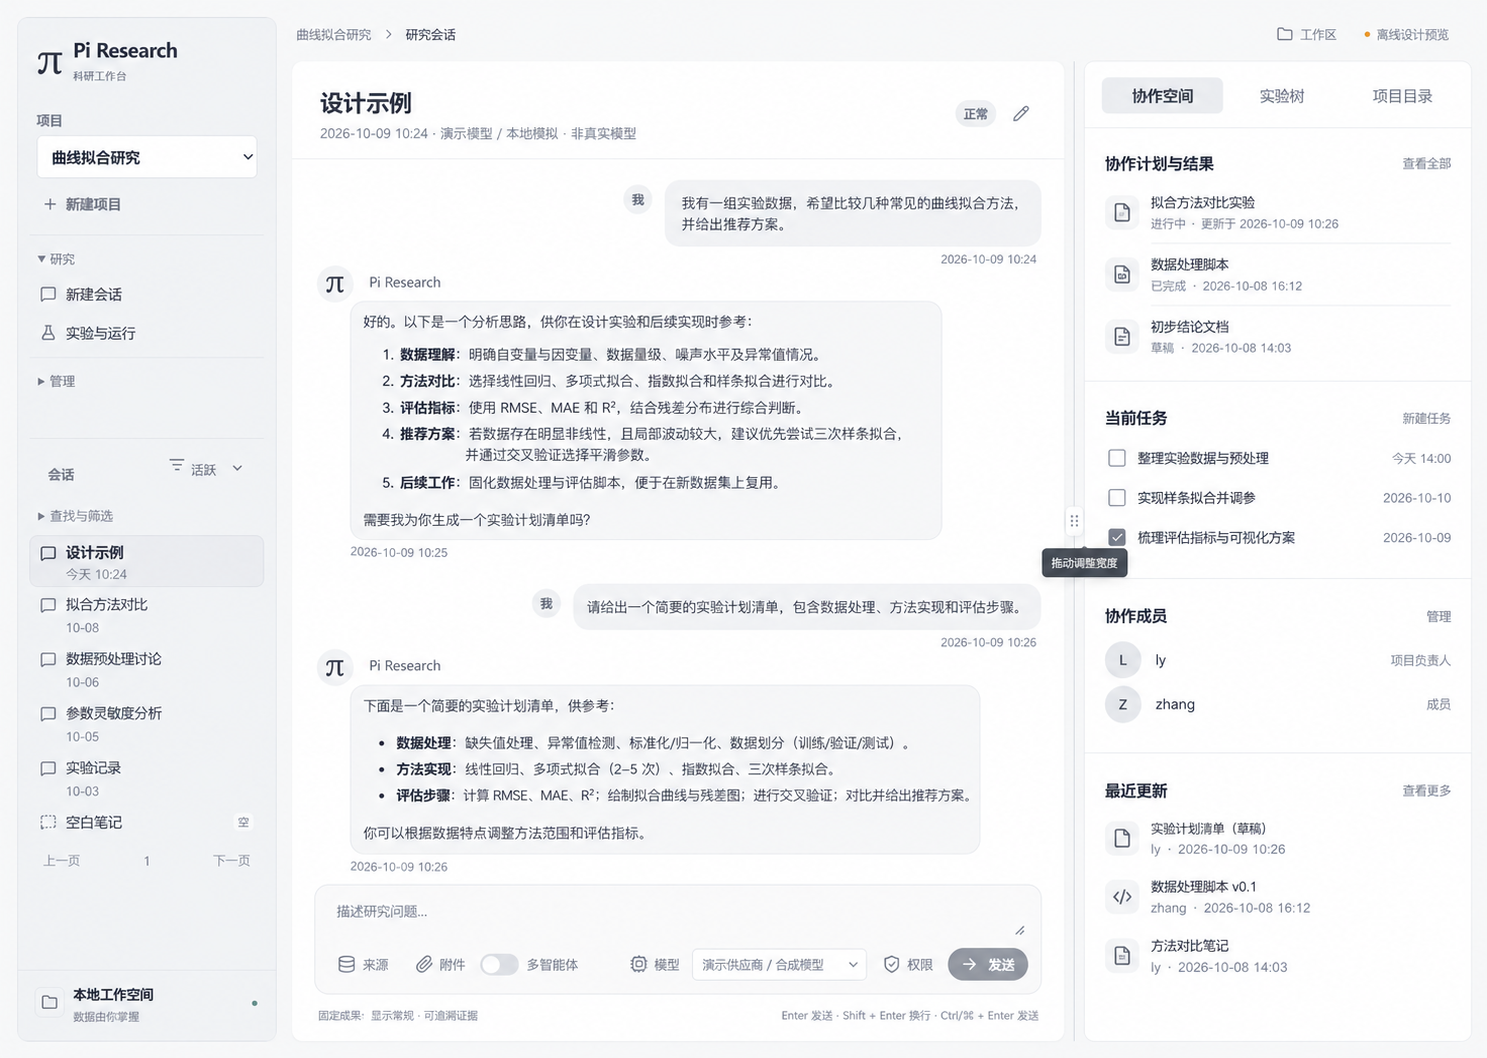 π
Pi Research
科研工作台
项目
曲线拟合研究
新建项目
研究
新建会话
实验与运行
管理
会话
活跃
查找与筛选
设计示例
今天 10:24
拟合方法对比
10-08
数据预处理讨论
10-06
参数灵敏度分析
10-05
实验记录
10-03
空白笔记
空
上一页
1
下一页
本地工作空间
数据由你掌握
曲线拟合研究 > 研究会话
工作区
离线设计预览
设计示例
2026-10-09 10:24 · 演示模型 / 本地模拟 · 非真实模型
正常
我
我有一组实验数据，希望比较几种常见的曲线拟合方法，
并给出推荐方案。
2026-10-09 10:24
π
Pi Research
好的。以下是一个分析思路，供你在设计实验和后续实现时参考：
1. 数据理解：明确自变量与因变量、数据量级、噪声水平及异常值情况。
2. 方法对比：选择线性回归、多项式拟合、指数拟合和样条拟合进行对比。
3. 评估指标：使用 RMSE、MAE 和 R²，结合残差分布进行综合判断。
4. 推荐方案：若数据存在明显非线性，且局部波动较大，建议优先尝试三次样条拟合，
并通过交叉验证选择平滑参数。
5. 后续工作：固化数据处理与评估脚本，便于在新数据集上复用。
需要我为你生成一个实验计划清单吗？
2026-10-09 10:25
我
请给出一个简要的实验计划清单，包含数据处理、方法实现和评估步骤。
2026-10-09 10:26
π
Pi Research
下面是一个简要的实验计划清单，供参考：
• 数据处理：缺失值处理、异常值检测、标准化/归一化、数据划分（训练/验证/测试）。
• 方法实现：线性回归、多项式拟合（2–5 次）、指数拟合、三次样条拟合。
• 评估步骤：计算 RMSE、MAE、R²；绘制拟合曲线与残差图；进行交叉验证；对比并给出推荐方案。
你可以根据数据特点调整方法范围和评估指标。
2026-10-09 10:26
描述研究问题...
来源
附件
多智能体
模型
演示供应商 / 合成模型
权限
发送
固定成果： 显示常规 · 可追溯证据
Enter 发送 · Shift + Enter 换行 · Ctrl/⌘ + Enter 发送
拖动调整宽度
协作空间
实验树
项目目录
协作计划与结果
查看全部
拟合方法对比实验
进行中 · 更新于 2026-10-09 10:26
数据处理脚本
已完成 · 2026-10-08 16:12
初步结论文档
草稿 · 2026-10-08 14:03
当前任务
新建任务
整理实验数据与预处理
今天 14:00
实现样条拟合并调参
2026-10-10
梳理评估指标与可视化方案
2026-10-09
协作成员
管理
L
ly
项目负责人
Z
zhang
成员
最近更新
查看更多
实验计划清单（草稿）
ly · 2026-10-09 10:26
数据处理脚本 v0.1
zhang · 2026-10-08 16:12
方法对比笔记
ly · 2026-10-08 14:03